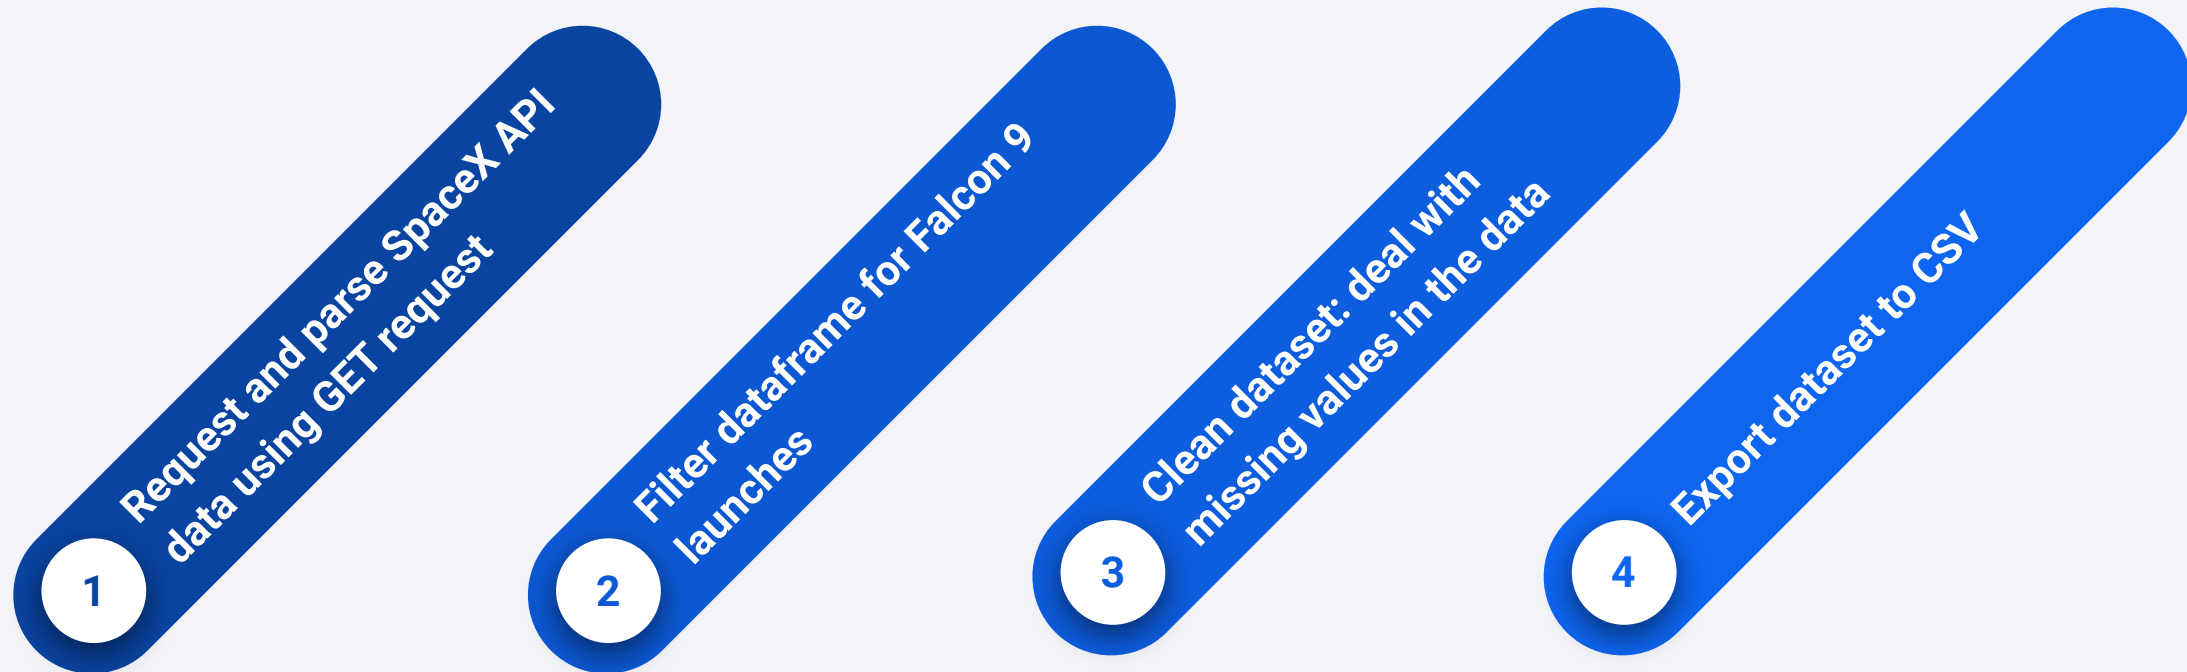 1
Request and parse SpaceX API
data using GET request
2
Filter dataframe for Falcon 9
launches
3
Clean dataset: deal with
missing values in the data
4
Export dataset to CSV